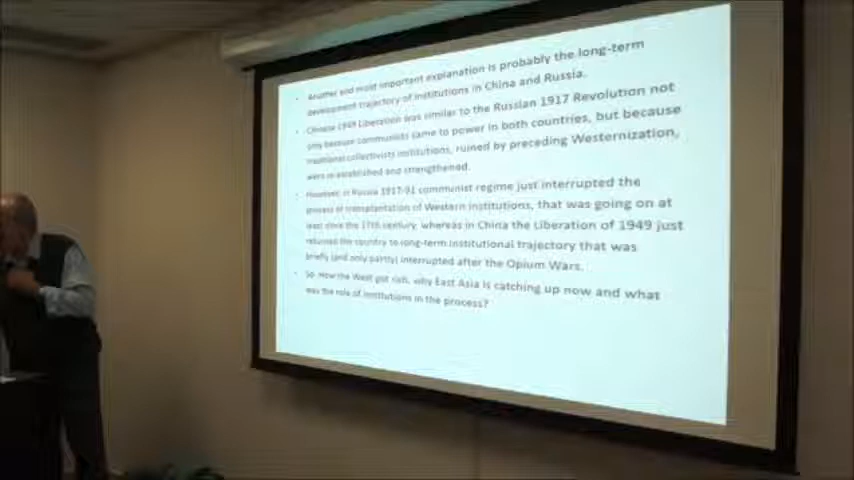 Another and most important explanation is probably the long-term
development trajectory of institutions in China and Russia.
Chinese 1949 Liberation was similar to the Russian 1917 Revolution not
only because communists came to power in both countries, but because
traditional collectivists institutions, ruined by preceding Westernization,
were re-established and strengthened.
However, in Russia 1917-91 communist regime just interrupted the
process of transplantation of Western institutions, that was going on at
least since the 17th century, whereas in China the Liberation of 1949 just
returned the country to long-term institutional trajectory that was
briefly (and only partly) interrupted after the Opium Wars.
So: How the West got rich, why East Asia is catching up now and what
was the role of institutions in the process?